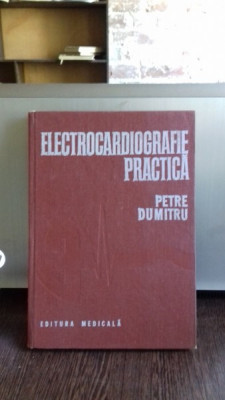 ELECTROCARDIOGRAFIE
PRACTICĂ
PETRE
DUMITRU
EDITURA MEDICALĂ